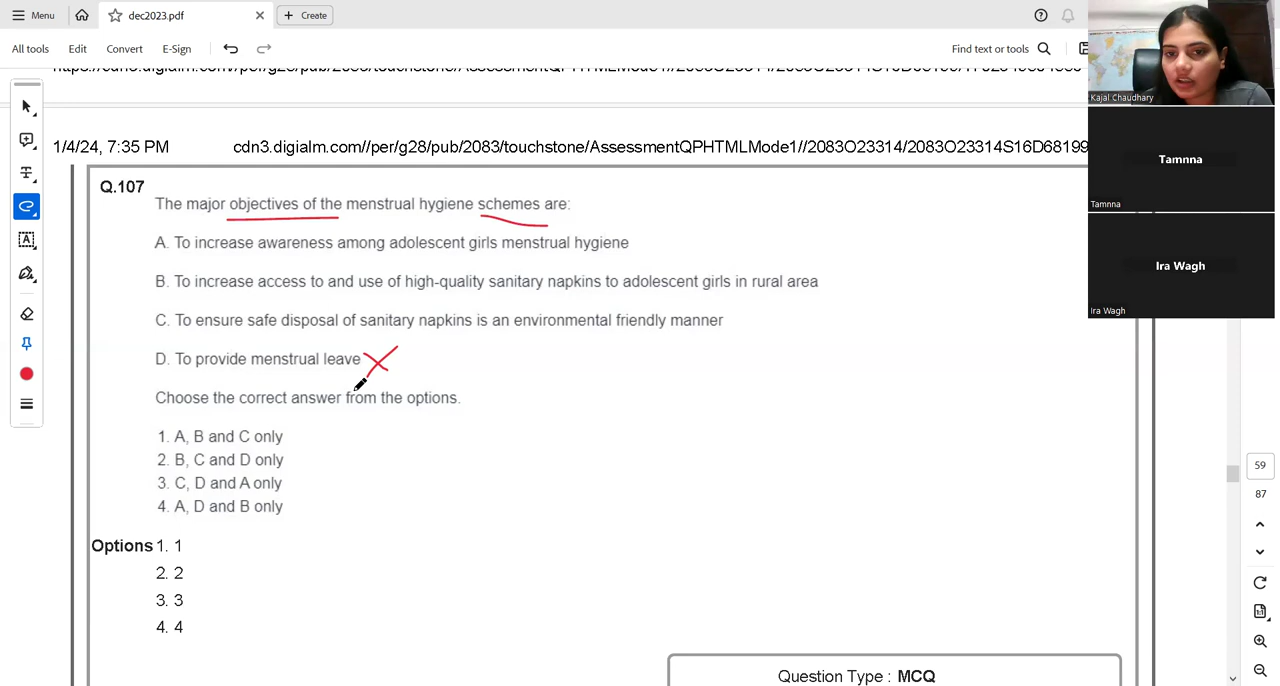 Menu
dec2023.pdf
Create
All tools Edit Convert E-Sign
Find text or tools
Kajal Chaudhary
1/4/24, 7:35 PM cdn3.digialm.com//per/g28/pub/2083/touchstone/AssessmentQPHTMLMode1//2083O23314/2083O23314S16D68199
Tamnna
Tamnna
Q.107
The major objectives of the menstrual hygiene schemes are:
A. To increase awareness among adolescent girls menstrual hygiene
Ira Wagh
B. To increase access to and use of high-quality sanitary napkins to adolescent girls in rural area
Ira Wagh
C. To ensure safe disposal of sanitary napkins is an environmental friendly manner
D. To provide menstrual leave
Choose the correct answer from the options.
1. A, B and C only
2. B, C and D only
3. C, D and A only
4. A, D and B only
59
87
Options 1. 1
2. 2
3. 3
4. 4
Question Type : MCQ